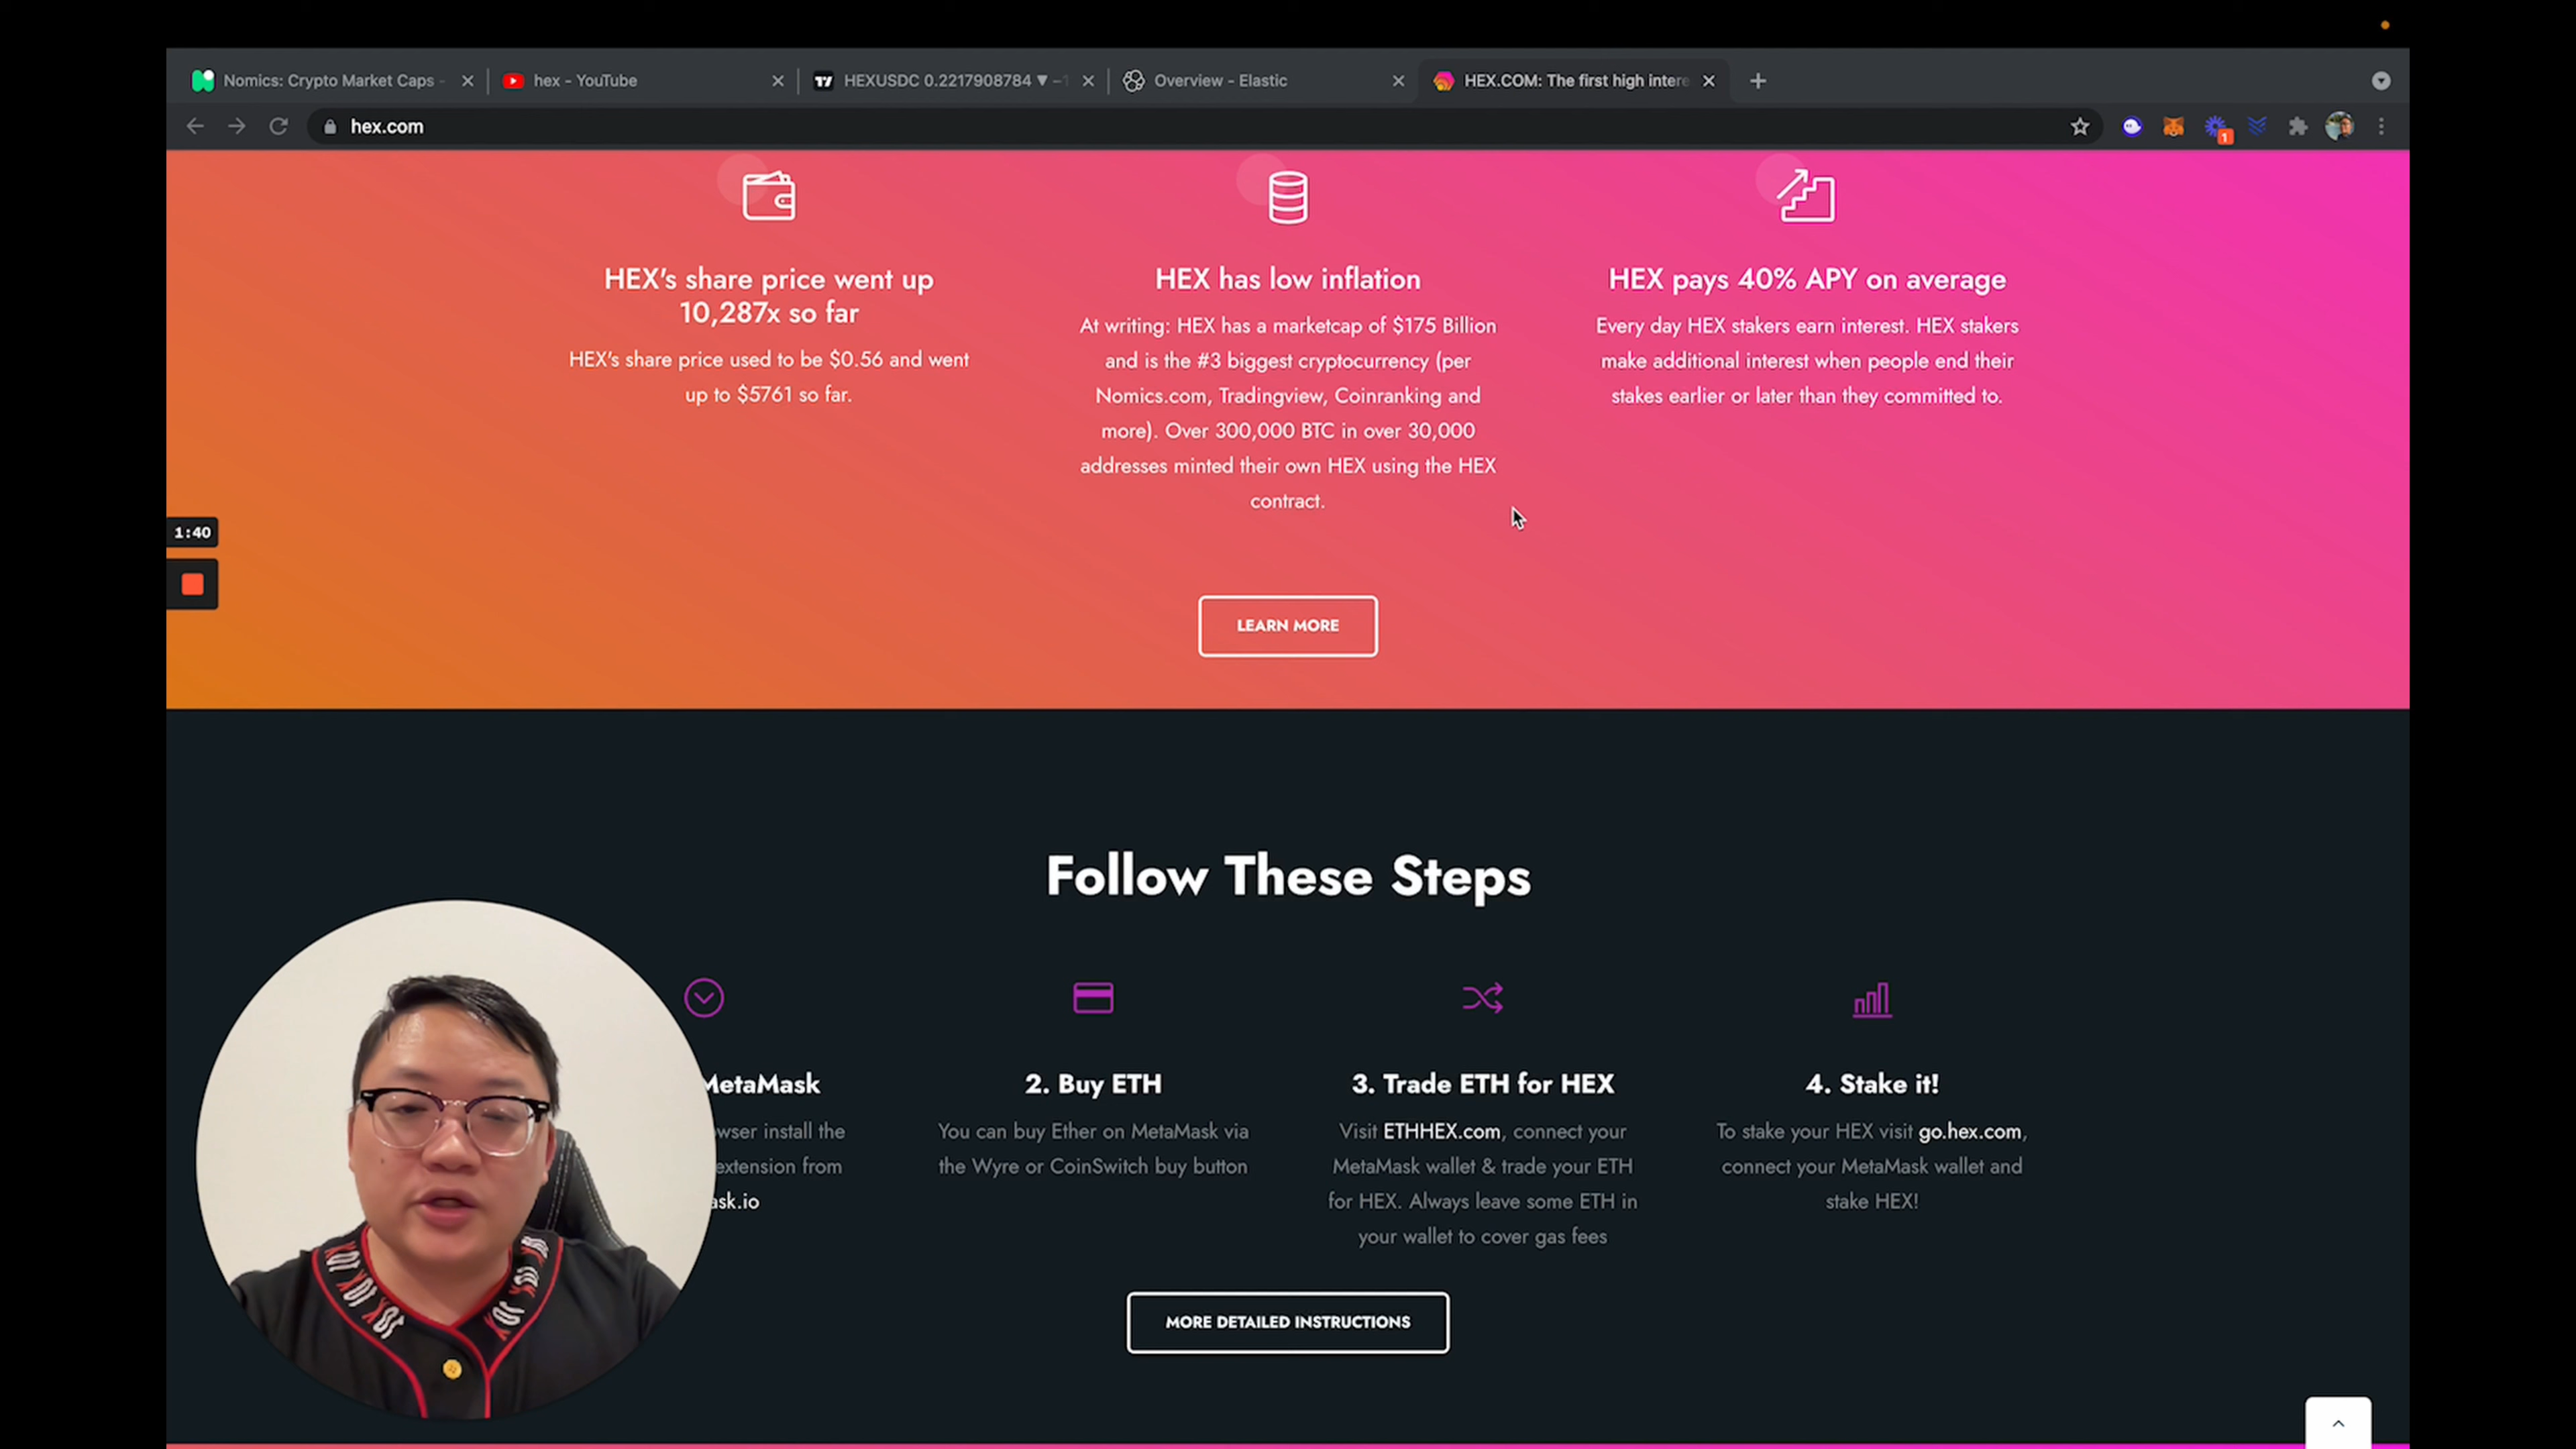 Nomics: Crypto Market Caps -
hex - YouTube
HEXUSDC 0.2217908784 ▼ -1
Overview - Elastic
HEX.COM: The first high intere
hex.com
1
HEX's share price went up
10,287x so far
HEX's share price used to be $0.56 and went
up to $5761 so far.
HEX has low inflation
At writing: HEX has a marketcap of $175 Billion
and is the #3 biggest cryptocurrency (per
Nomics.com, Tradingview, Coinranking and
more). Over 300,000 BTC in over 30,000
addresses minted their own HEX using the HEX
contract.
HEX pays 40% APY on average
Every day HEX stakers earn interest. HEX stakers
make additional interest when people end their
stakes earlier or later than they committed to.
1:40
LEARN MORE
Follow These Steps
MetaMask
wser install the
extension from
ask.io
2. Buy ETH
You can buy Ether on MetaMask via
the Wyre or CoinSwitch buy button
3. Trade ETH for HEX
Visit ETHHEX.com, connect your
MetaMask wallet & trade your ETH
for HEX. Always leave some ETH in
your wallet to cover gas fees
4. Stake it!
To stake your HEX visit go.hex.com,
connect your MetaMask wallet and
stake HEX!
MORE DETAILED INSTRUCTIONS